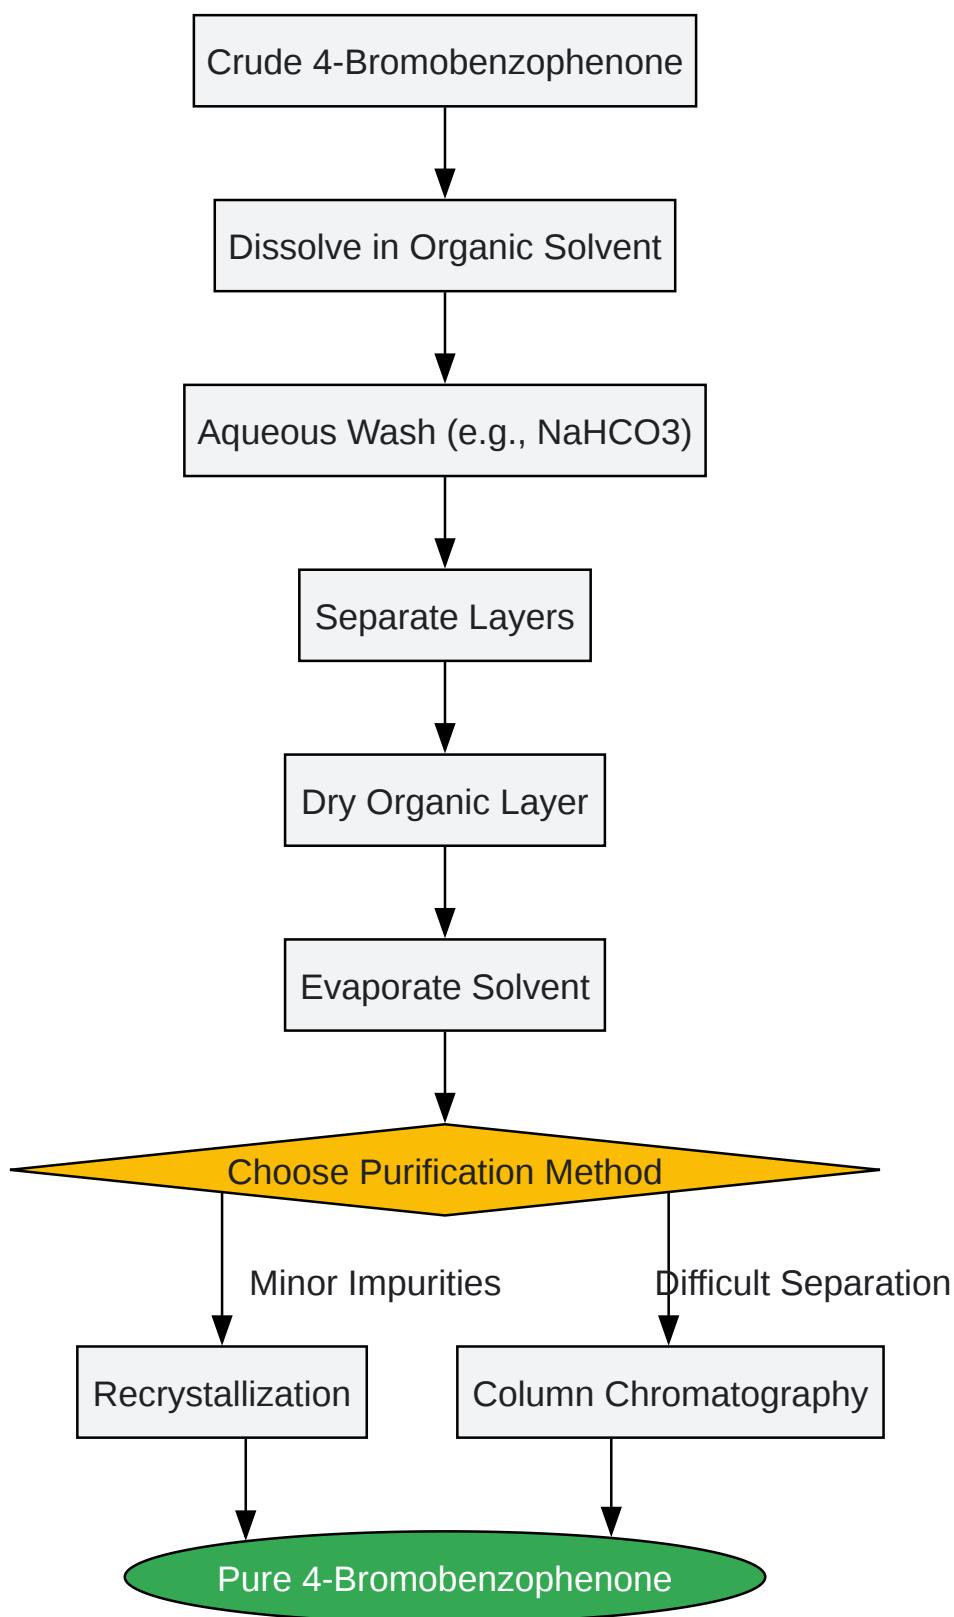 Crude 4-Bromobenzophenone
Dissolve in Organic Solvent
Aqueous Wash (e.g., NaHCO3)
Separate Layers
Dry Organic Layer
Evaporate Solvent
Choose Purification Method
Minor Impurities
Difficult Separation
Recrystallization
Column Chromatography
Pure 4-Bromobenzophenone